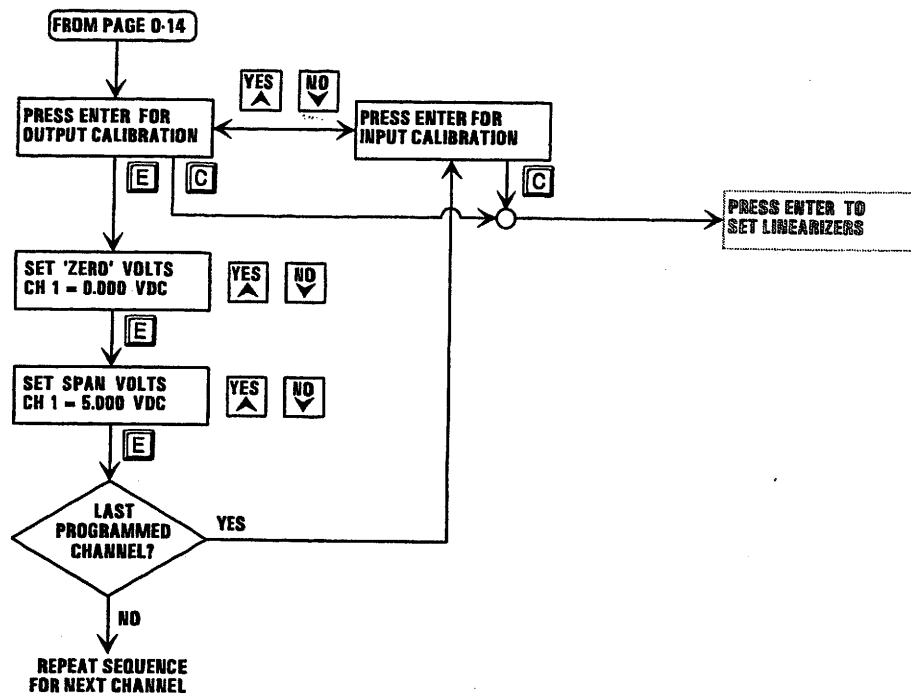 FROM PAGE 0-14
YES
NO
PRESS ENTER FOR
OUTPUT CALIBRATION
PRESS ENTER FOR
INPUT CALIBRATION
E
C
C
PRESS ENTER TO
SET LINEARIZERS
SET 'ZERO' VOLTS
CH 1 = 0.000 VDC
YES
NO
E
SET SPAN VOLTS
CH 1 = 5.000 VDC
YES
NO
E
LAST
PROGRAMMED
CHANNEL?
YES
NO
REPEAT SEQUENCE
FOR NEXT CHANNEL